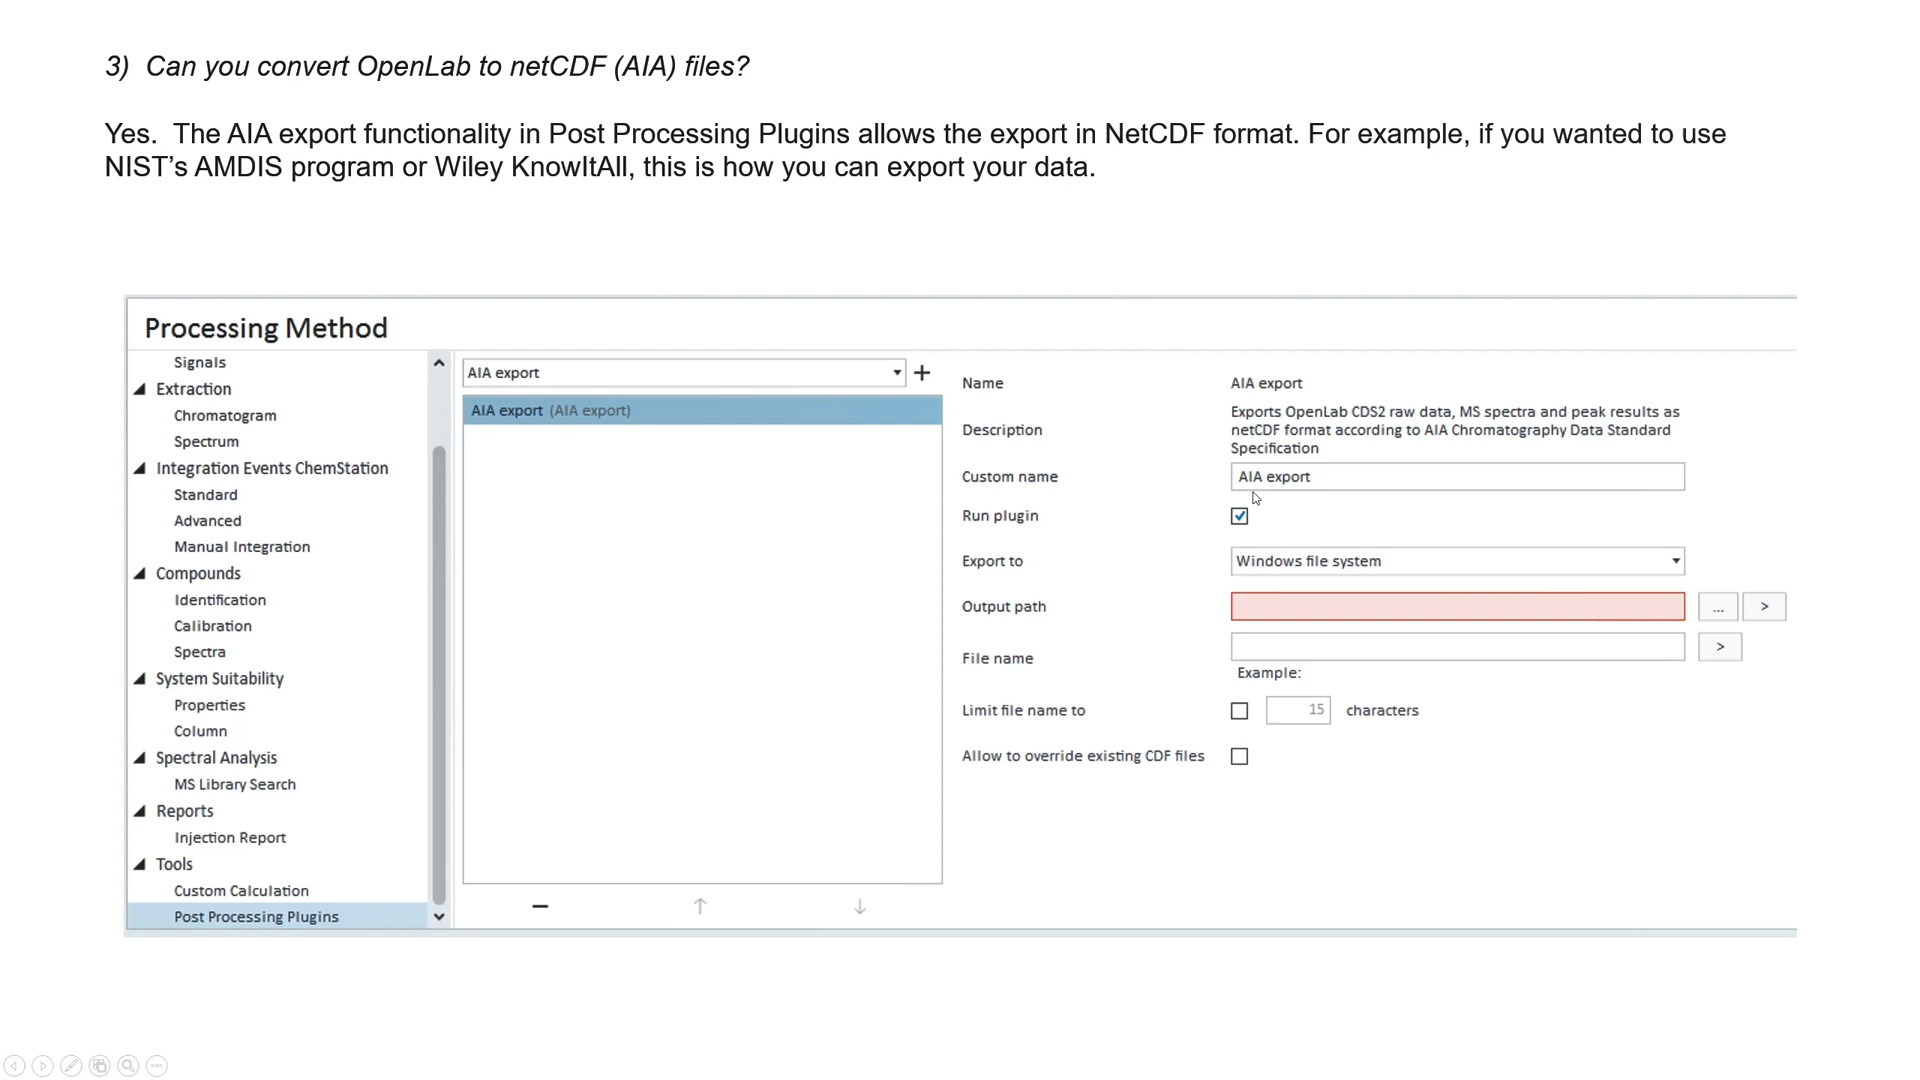 3) Can you convert OpenLab to netCDF (AIA) files?
Yes. The AIA export functionality in Post Processing Plugins allows the export in NetCDF format. For example, if you wanted to use
NIST’s AMDIS program or Wiley KnowItAll, this is how you can export your data.
Processing Method
Signals
Extraction
Chromatogram
Spectrum
Integration Events ChemStation
Standard
Advanced
Manual Integration
Compounds
Identification
Calibration
Spectra
System Suitability
Properties
Column
Spectral Analysis
MS Library Search
Reports
Injection Report
Tools
Custom Calculation
Post Processing Plugins
AIA export
AIA export (AIA export)
Name AIA export
Description Exports OpenLab CDS2 raw data, MS spectra and peak results as
netCDF format according to AIA Chromatography Data Standard
Specification
Custom name AIA export
Run plugin
Export to Windows file system
Output path ... >
File name >
Example:
Limit file name to 15 characters
Allow to override existing CDF files